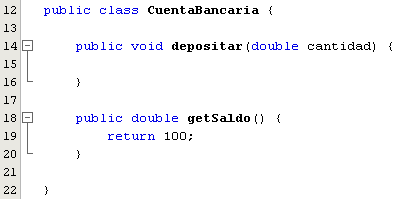 12 public class CuentaBancaria {
13
14 public void depositar(double cantidad) {
15
16 }
17
18 public double getSaldo() {
19 return 100;
20 }
21
22 }